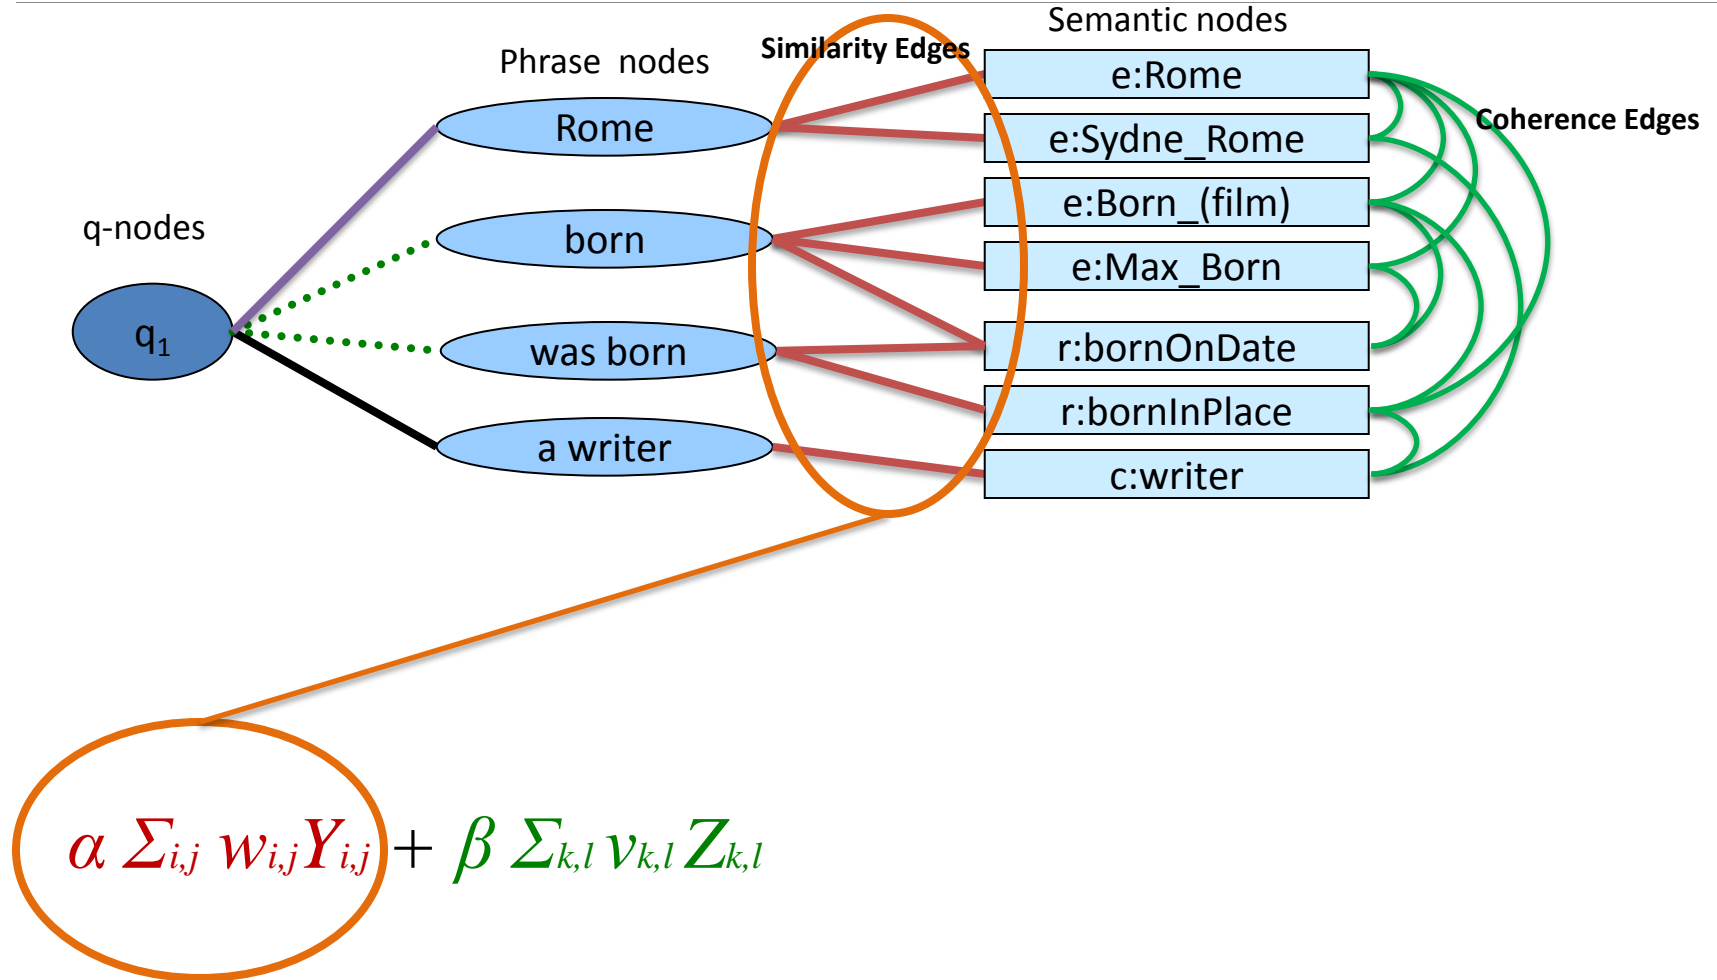 Semantic nodes
Similarity Edges
Phrase nodes
e:Rome
Coherence Edges
Rome
e:Sydne_Rome
e:Born_(film)
q-nodes
born
e:Max_Born
q1
r:bornOnDate
was born
r:bornInPlace
a writer
c:writer
α Σi,j wi,jYi,j + β Σk,l vk,l Zk,l